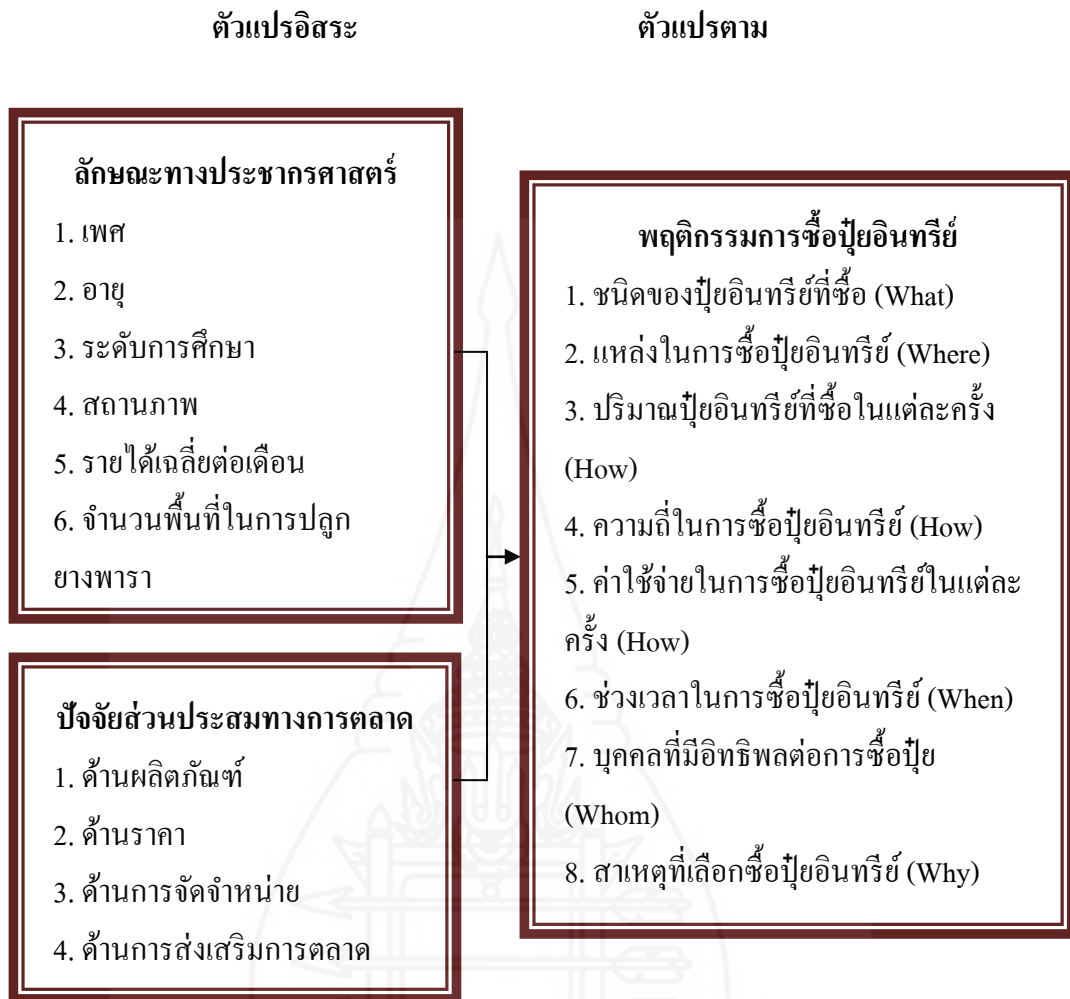 ตัวแปรอิสระ
ตัวแปรตาม
ลักษณะทางประชากรศาสตร์
1. เพศ
2. อายุ
3. ระดับการศึกษา
4. สถานภาพ
5. รายได้เฉลี่ยต่อเดือน
6. จำนวนพื้นที่ในการปลูก
ยางพารา
ปัจจัยส่วนประสมทางการตลาด
1. ด้านผลิตภัณฑ์
2. ด้านราคา
3. ด้านการจัดจำหน่าย
4. ด้านการส่งเสริมการตลาด
พฤติกรรมการซื้อปุ๋ยอินทรีย์
1. ชนิดของปุ๋ยอินทรีย์ที่ซื้อ (What)
2. แหล่งในการซื้อปุ๋ยอินทรีย์ (Where)
3. ปริมาณปุ๋ยอินทรีย์ที่ซื้อในแต่ละครั้ง
(How)
4. ความถี่ในการซื้อปุ๋ยอินทรีย์ (How)
5. ค่าใช้จ่ายในการซื้อปุ๋ยอินทรีย์ในแต่ละ
ครั้ง (How)
6. ช่วงเวลาในการซื้อปุ๋ยอินทรีย์ (When)
7. บุคคลที่มีอิทธิพลต่อการซื้อปุ๋ย
(Whom)
8. สาเหตุที่เลือกซื้อปุ๋ยอินทรีย์ (Why)